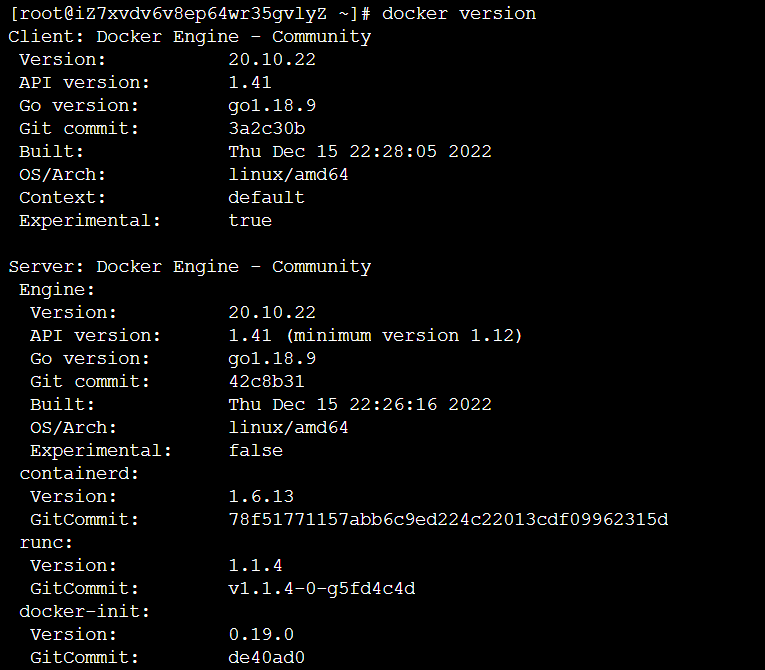 [root@iZ7xvdv6v8ep64wr35gvlyZ ~]# docker version
Client: Docker Engine - Community
 Version:           20.10.22
 API version:       1.41
 Go version:        go1.18.9
 Git commit:        3a2c30b
 Built:             Thu Dec 15 22:28:05 2022
 OS/Arch:           linux/amd64
 Context:           default
 Experimental:      true

Server: Docker Engine - Community
 Engine:
  Version:          20.10.22
  API version:      1.41 (minimum version 1.12)
  Go version:       go1.18.9
  Git commit:       42c8b31
  Built:            Thu Dec 15 22:26:16 2022
  OS/Arch:          linux/amd64
  Experimental:     false
 containerd:
  Version:          1.6.13
  GitCommit:        78f51771157abb6c9ed224c22013cdf09962315d
 runc:
  Version:          1.1.4
  GitCommit:        v1.1.4-0-g5fd4c4d
 docker-init:
  Version:          0.19.0
  GitCommit:        de40ad0